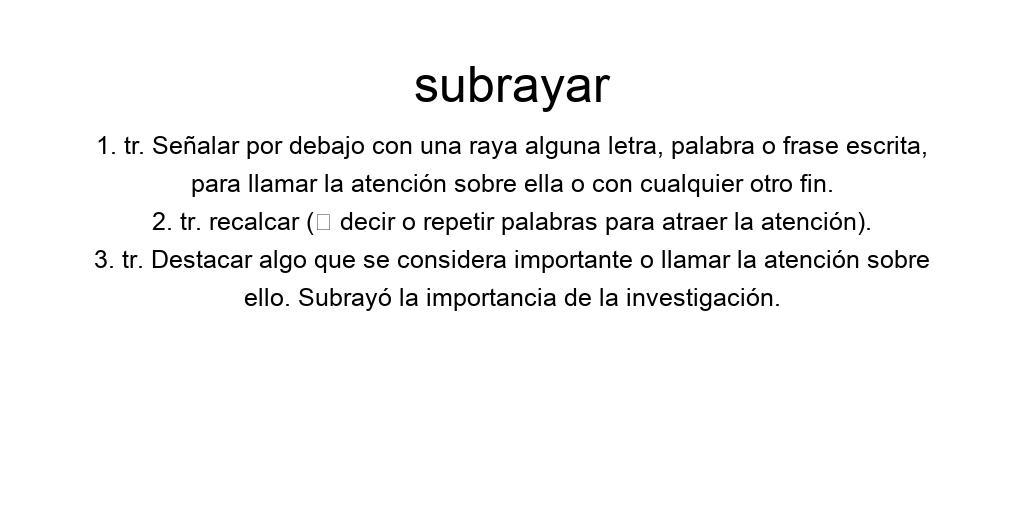 subrayar
1. tr. Señalar por debajo con una raya alguna letra, palabra o frase escrita,
para llamar la atención sobre ella o con cualquier otro fin.
2. tr. recalcar (□ decir o repetir palabras para atraer la atención).
3. tr. Destacar algo que se considera importante o llamar la atención sobre
ello. Subrayó la importancia de la investigación.